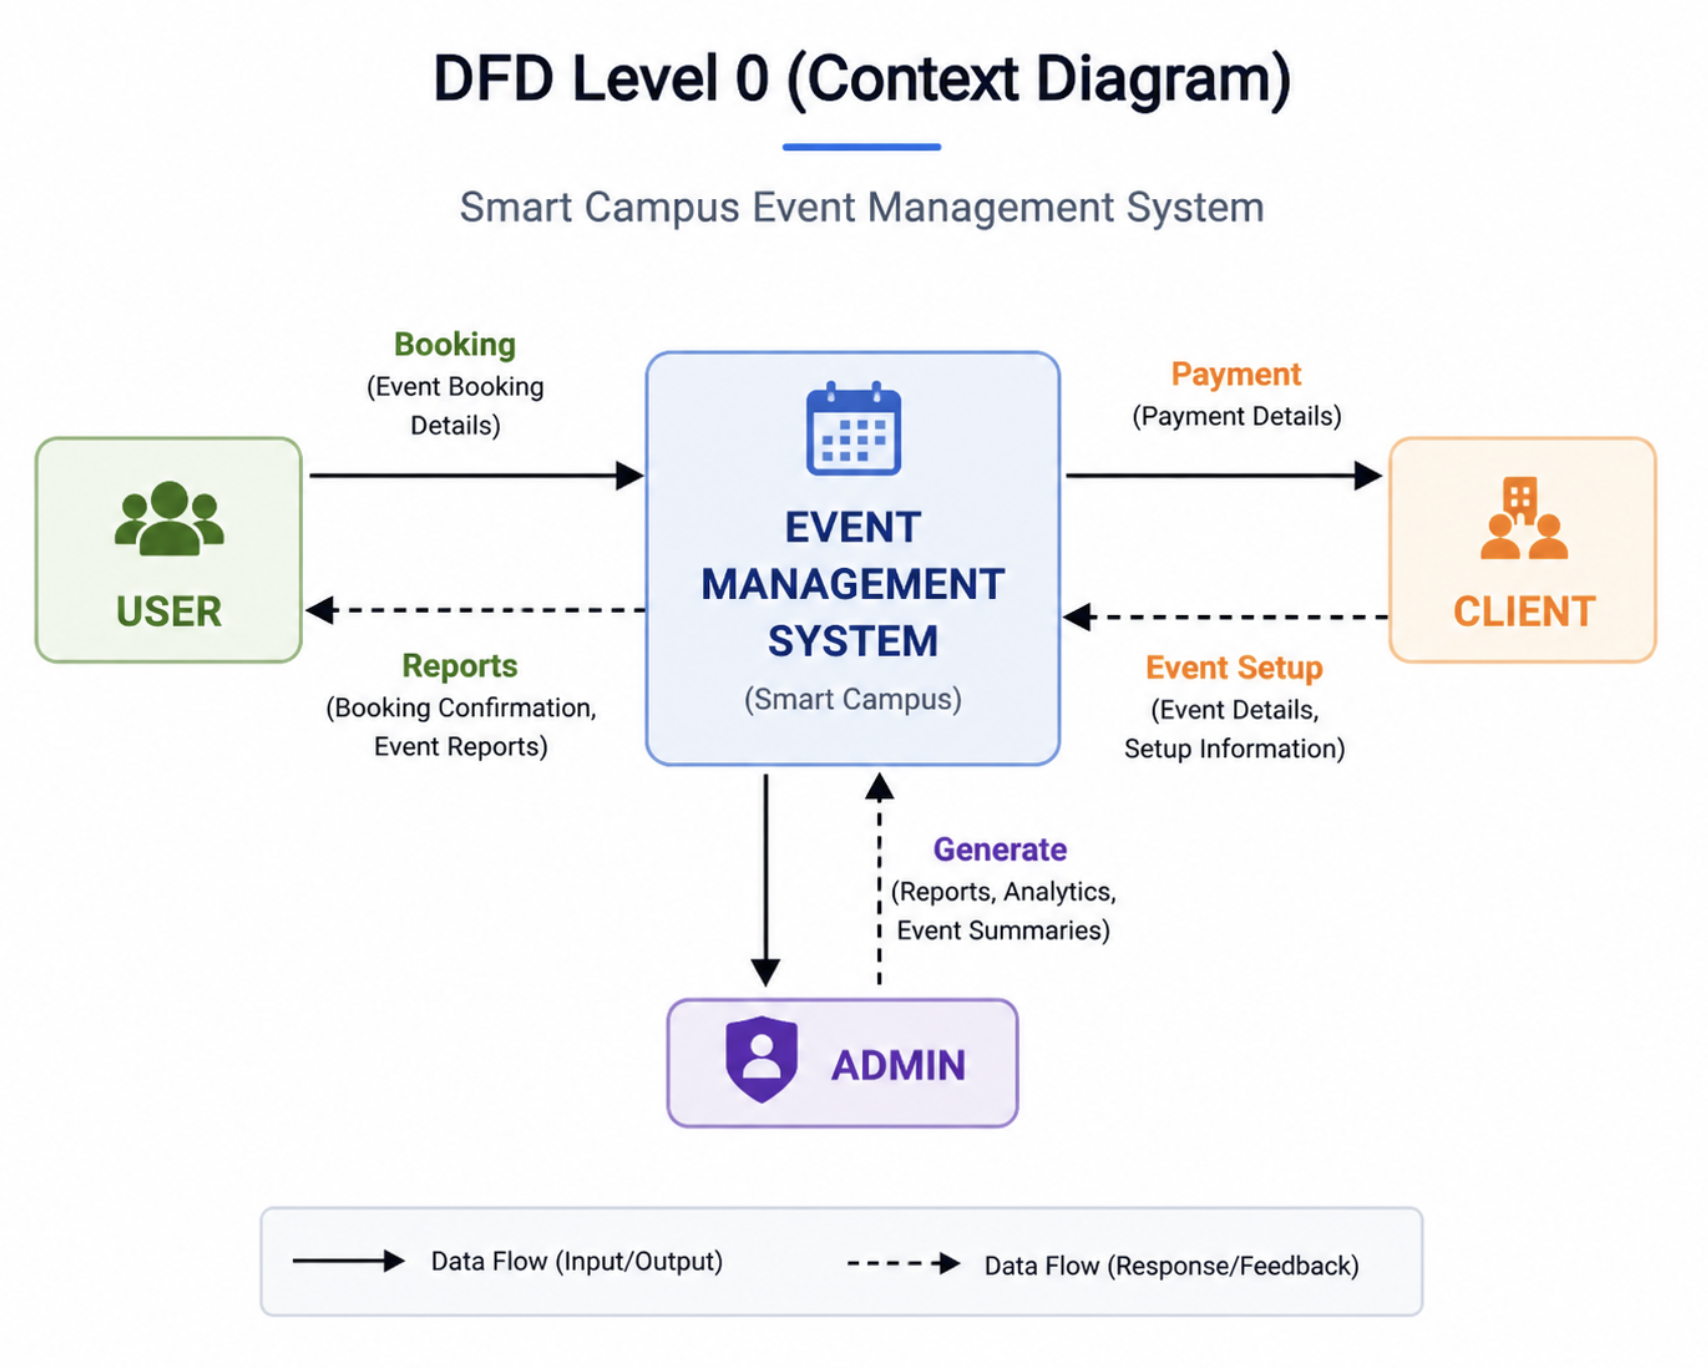 DFD Level 0 (Context Diagram)
Smart Campus Event Management System
Booking
(Event Booking
Details)
USER
Reports
(Booking Confirmation,
Event Reports)
EVENT
MANAGEMENT
SYSTEM
(Smart Campus)
Payment
(Payment Details)
CLIENT
Event Setup
(Event Details,
Setup Information)
Generate
(Reports, Analytics,
Event Summaries)
ADMIN
Data Flow (Input/Output)
Data Flow (Response/Feedback)